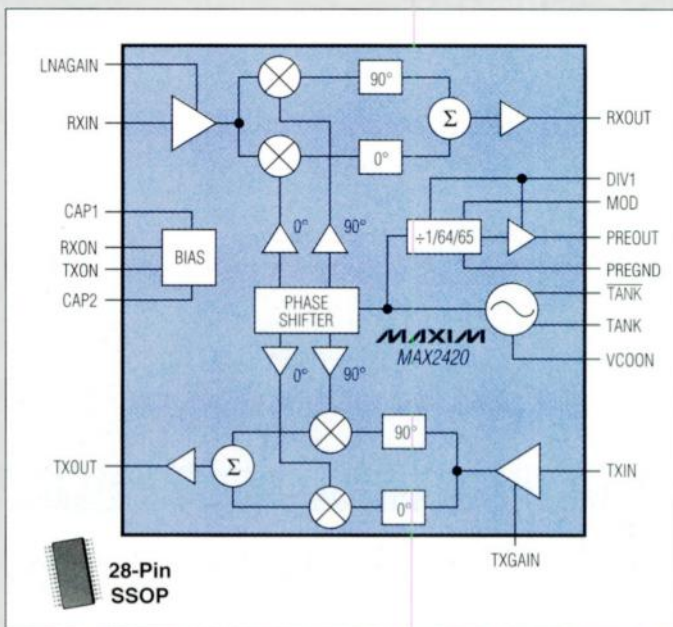 LNAGAIN
RXIN
90°
0°
Σ
RXOUT
DIV1
MOD
÷1/64/65
PREOUT
PREGND
CAP1
RXON
TXON
CAP2
BIAS
0°
90°
PHASE
SHIFTER
0°
90°
MAXIM
MAX2420
TANK
TANK
VCOON
TXOUT
Σ
90°
0°
TXIN
TXGAIN
28-Pin
SSOP